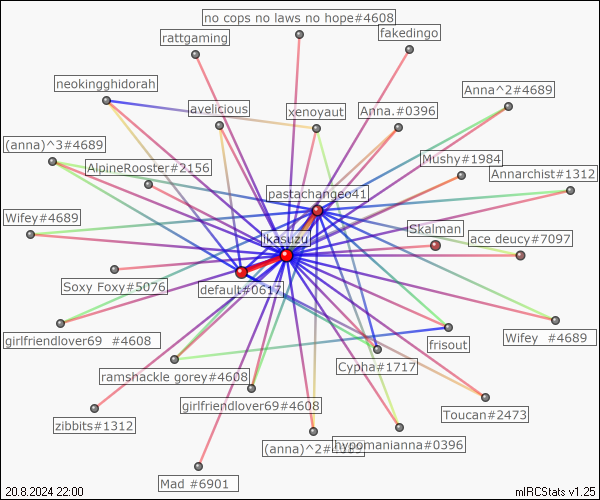 no cops no laws no hope#4608
rattgaming
fakedingo
neokingghidorah
Anna^2#4689
avelicious
xenoyaut
Anna.#0396
(anna)^3#4689
AlpineRooster#2156
Mushy#1984
Annarchist#1312
pastachangeo41
Wifey#4689
ikasuzu
Skalman
ace deucy#7097
Soxy Foxy#5076
default#0617
girlfriendlover69 #4608
frisout
Wifey #4689
ramshackle gorey#4608
Cypha#1717
girlfriendlover69#4608
Toucan#2473
zibbits#1312
(anna)^2#
hypomanianna#0396
Mad #6901
20.8.2024 22:00
mIRCStats v1.25